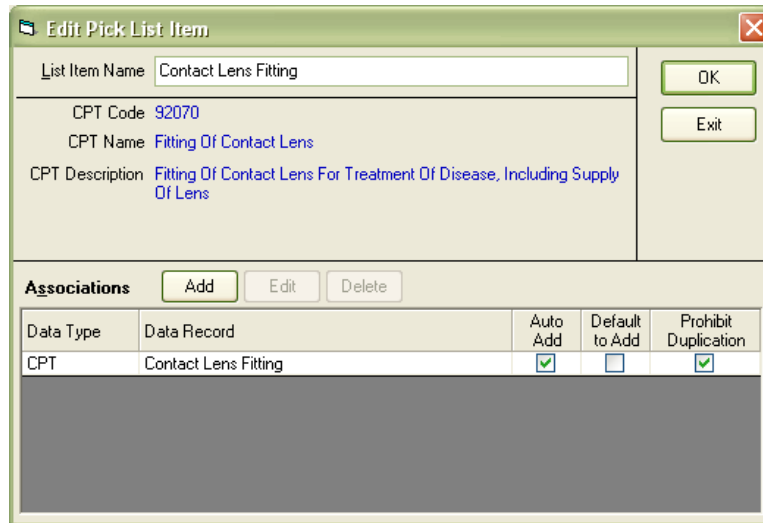 Edit Pick List Item
List Item Name Contact Lens Fitting
OK
CPT Code 92070
Exit
CPT Name Fitting Of Contact Lens
CPT Description Fitting Of Contact Lens For Treatment Of Disease, Including Supply
Of Lens
Associations Add Edit Delete
Data Type Data Record Auto Add Default to Add Prohibit Duplication
CPT Contact Lens Fitting